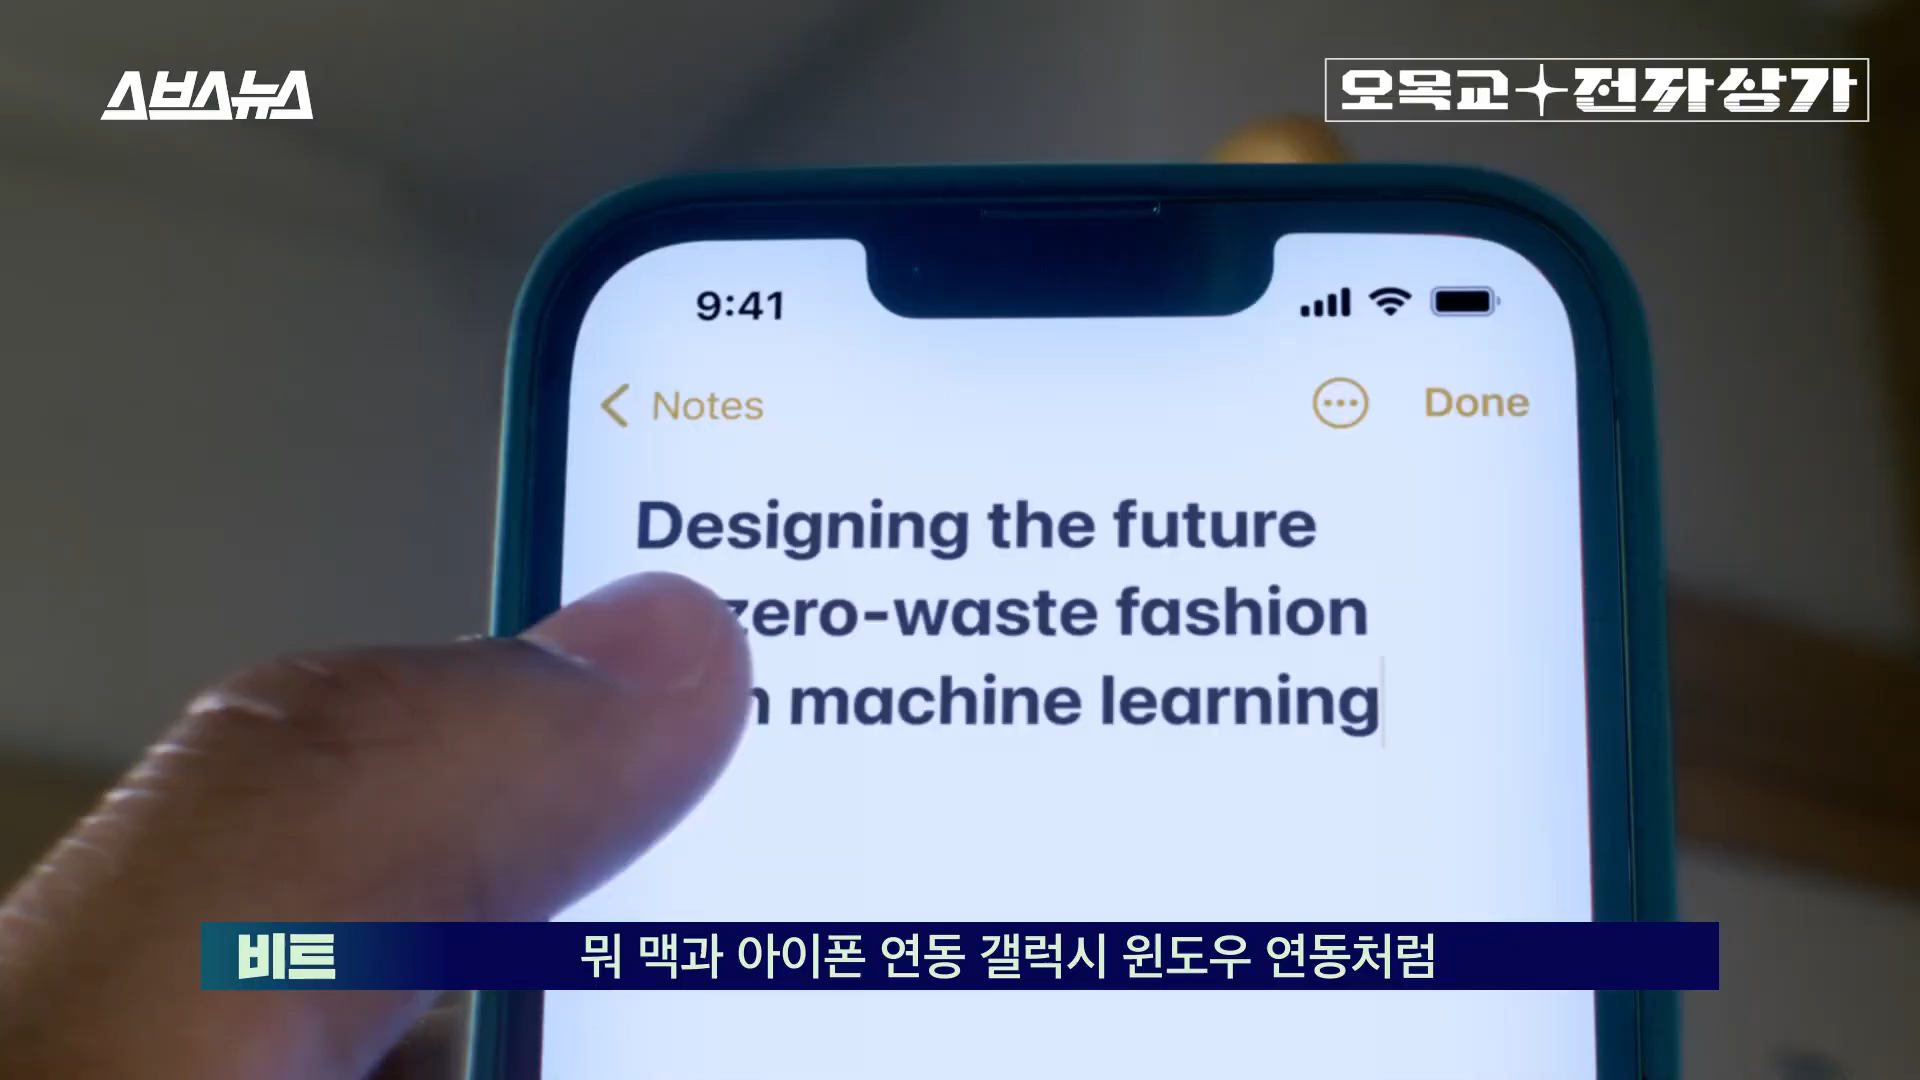 스브스뉴스
오목교 전자상가
9:41
Notes
Done
Designing the future
zero-waste fashion
machine learning
비트
뭐 맥과 아이폰 연동 갤럭시 윈도우 연동처럼